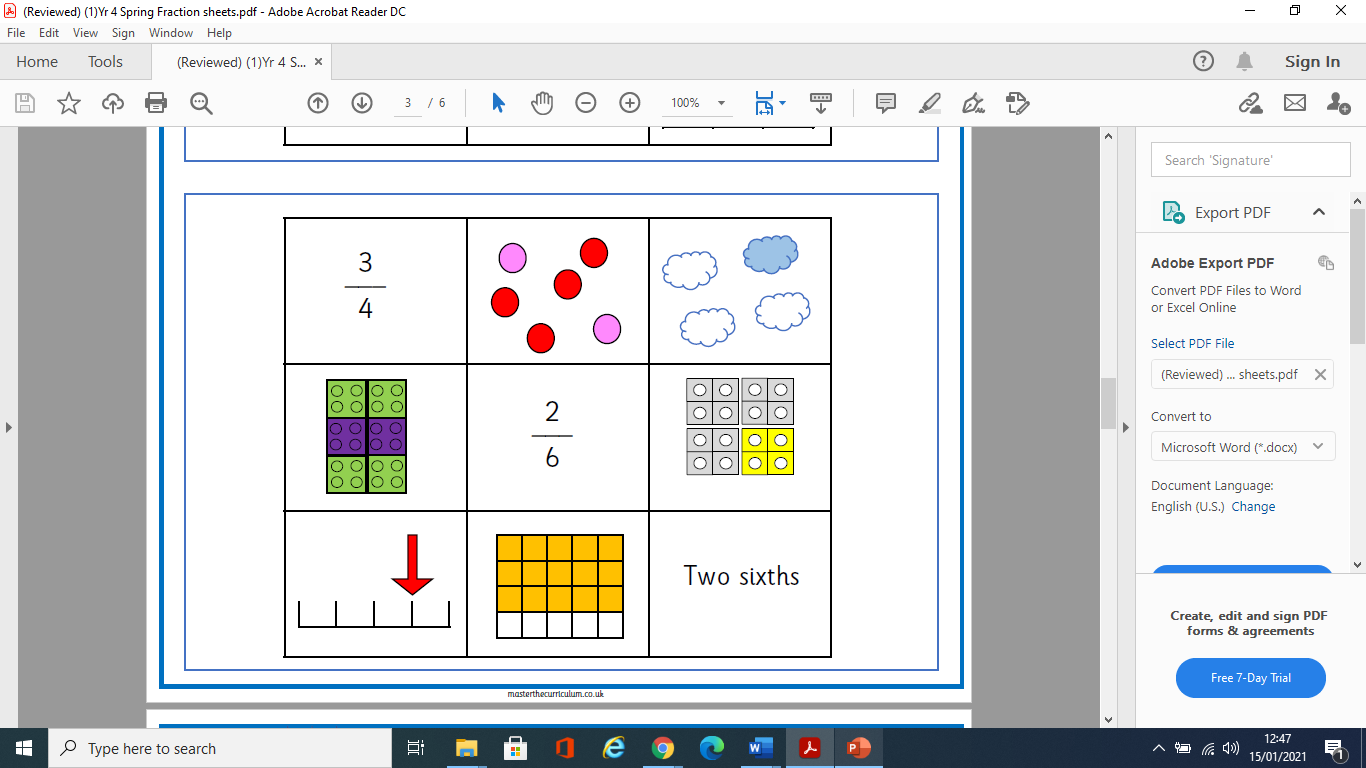 (Reviewed) (1)Yr 4 Spring Fraction sheets.pdf - Adobe Acrobat Reader DC
File Edit View Sign Window Help
Home Tools (Reviewed) (1)Yr 4 S... × Sign In
3 / 6 100%
Search 'Signature'
Export PDF
Adobe Export PDF
Convert PDF Files to Word
or Excel Online
Select PDF File
(Reviewed) ... sheets.pdf
Convert to
Microsoft Word (*.docx)
Document Language:
English (U.S.) Change
Create, edit and sign PDF
forms & agreements
Free 7-Day Trial
3
4
2
6
Two sixths
masterthecurriculum.co.uk
Type here to search
12:47
15/01/2021
1